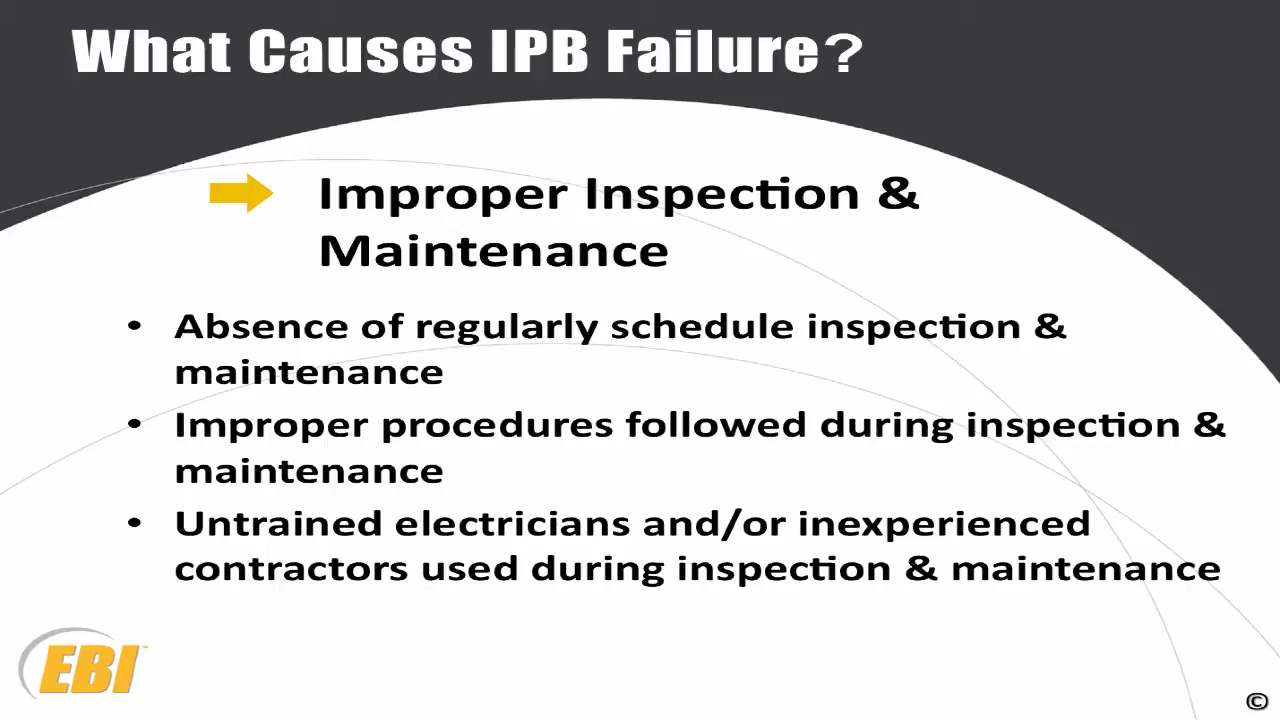 What Causes IPB Failure?
Improper Inspection &
Maintenance
• Absence of regularly schedule inspection &
maintenance
• Improper procedures followed during inspection &
maintenance
• Untrained electricians and/or inexperienced
contractors used during inspection & maintenance
EBI™
©